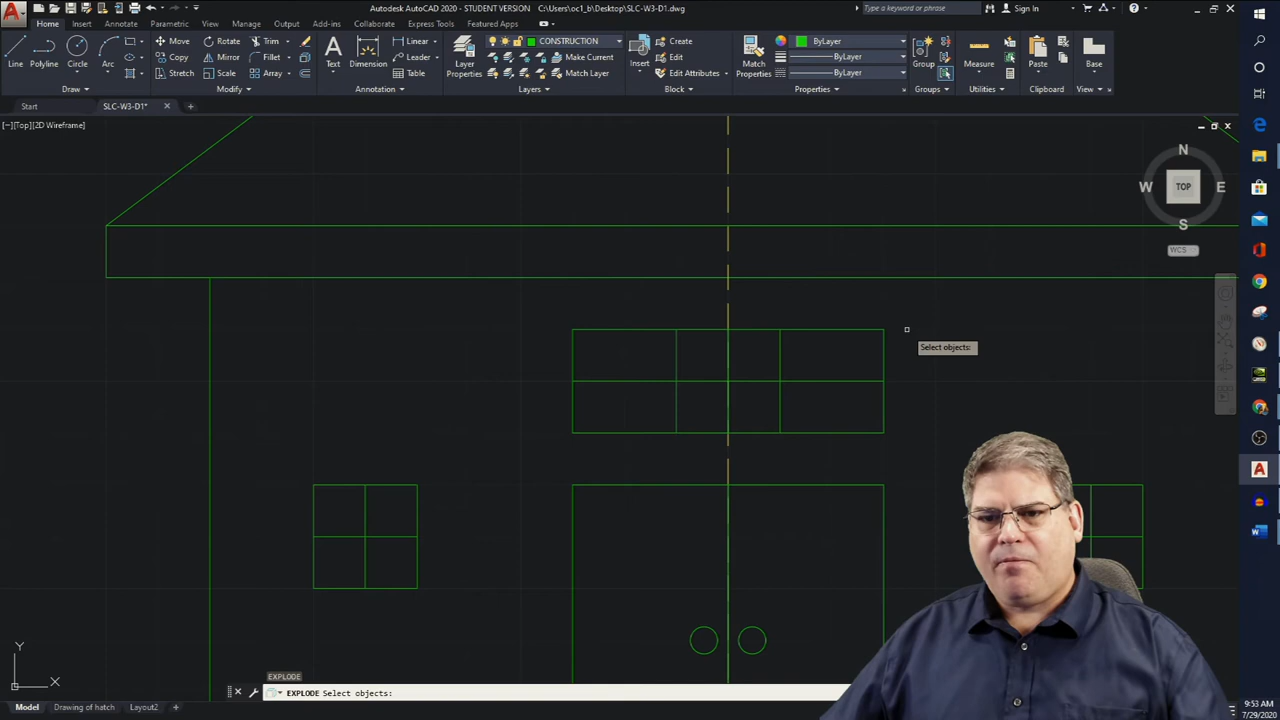 Autodesk AutoCAD 2020 - STUDENT VERSION C:\Users\oc1_b\Desktop\SLC-W3-D1.dwg
Type a keyword or phrase
Sign In
Home Insert Annotate Parametric View Manage Output Add-ins Collaborate Express Tools Featured Apps
Line Polyline Circle Arc
Move Rotate Trim
Copy Mirror Fillet
Stretch Scale Array
Text Dimension
Linear
Leader
Table
Layer Properties
CONSTRUCTION
Make Current
Match Layer
Insert
Create
Edit
Edit Attributes
Match Properties
ByLayer
ByLayer
ByLayer
Group
Measure
Paste
Base
Draw Modify Annotation Layers Block Properties Groups Utilities Clipboard View
Start SLC-W3-D1*
[−][Top][2D Wireframe]
N
W TOP E
S
WCS
Select objects:
Y
X
EXPLODE
EXPLODE Select objects:
Model Drawing of hatch Layout2
9:53 AM
7/29/2020